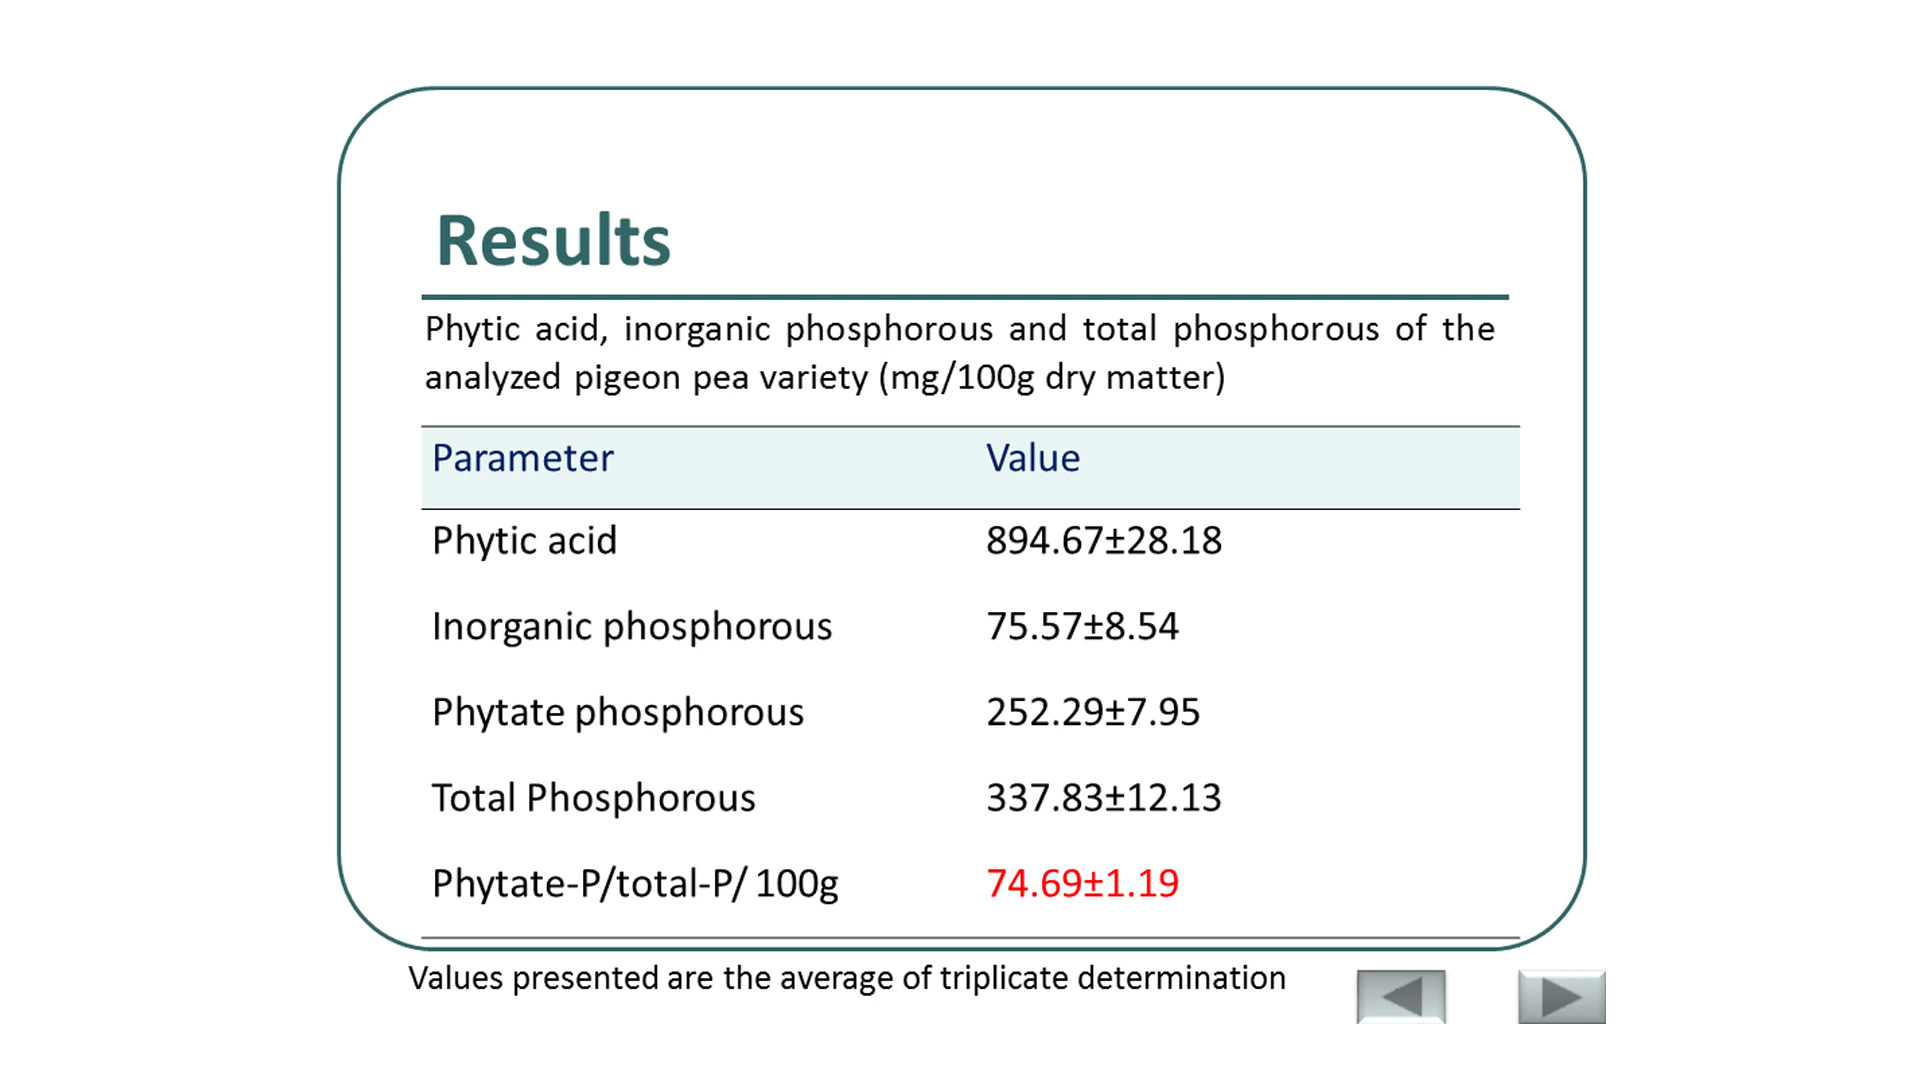 Results
Phytic acid, inorganic phosphorous and total phosphorous of the
analyzed pigeon pea variety (mg/100g dry matter)
Parameter Value
Phytic acid 894.67±28.18
Inorganic phosphorous 75.57±8.54
Phytate phosphorous 252.29±7.95
Total Phosphorous 337.83±12.13
Phytate-P/total-P/ 100g 74.69±1.19
Values presented are the average of triplicate determination